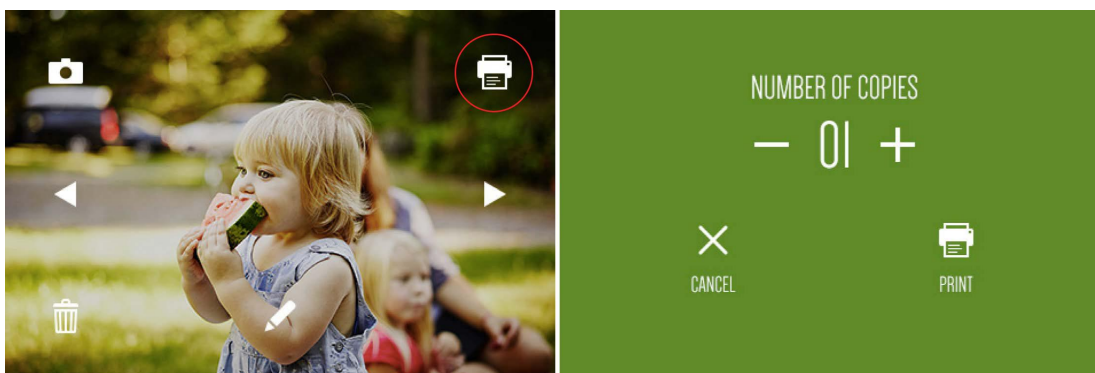 NUMBER OF COPIES
— 01 +
CANCEL
PRINT